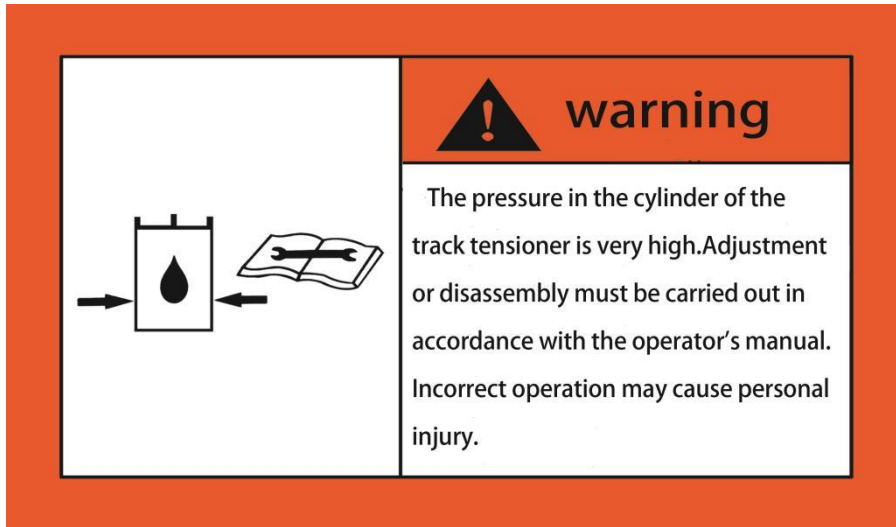 warning
The pressure in the cylinder of the
track tensioner is very high.Adjustment
or disassembly must be carried out in
accordance with the operator's manual.
Incorrect operation may cause personal
injury.